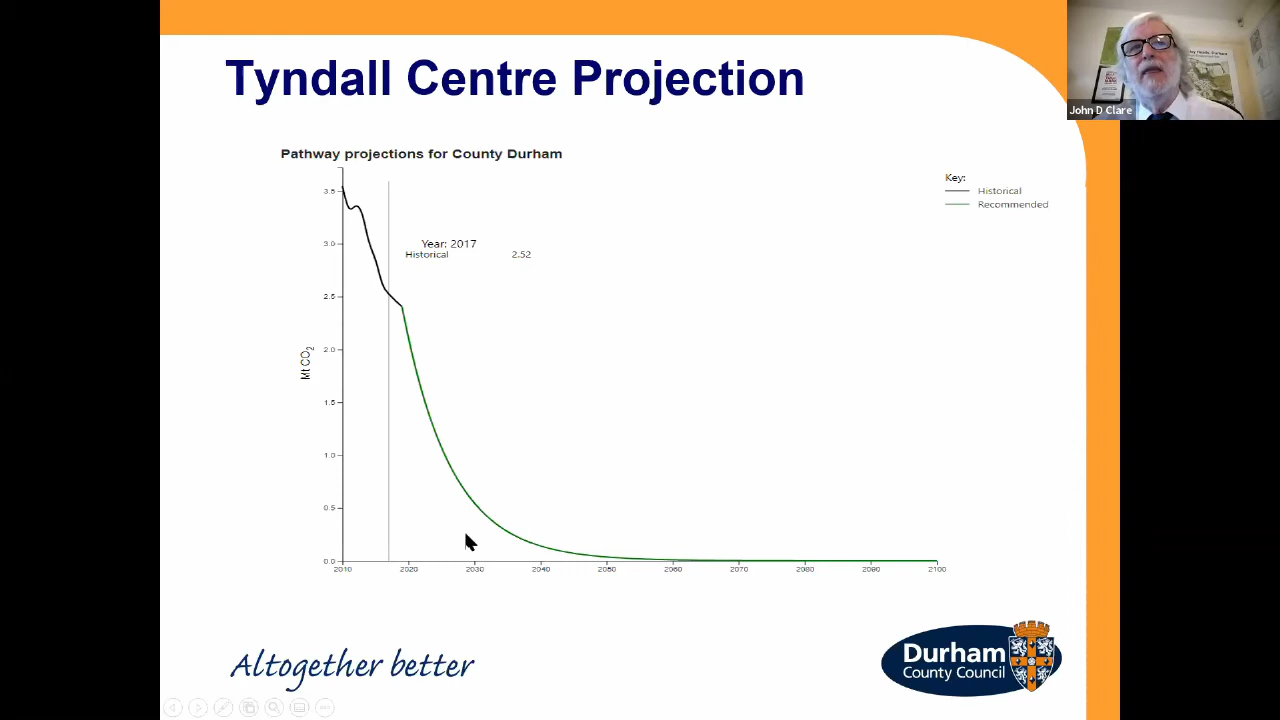 Tyndall Centre Projection
John D Clare
Pathway projections for County Durham
Key:
Historical
Recommended
Year: 2017
Historical 2.52
Mt CO₂
3.5
3.0
2.5
2.0
1.5
1.0
0.5
0.0
2010 2020 2030 2040 2050 2060 2070 2080 2090 2100
Altogether better
Durham
County Council